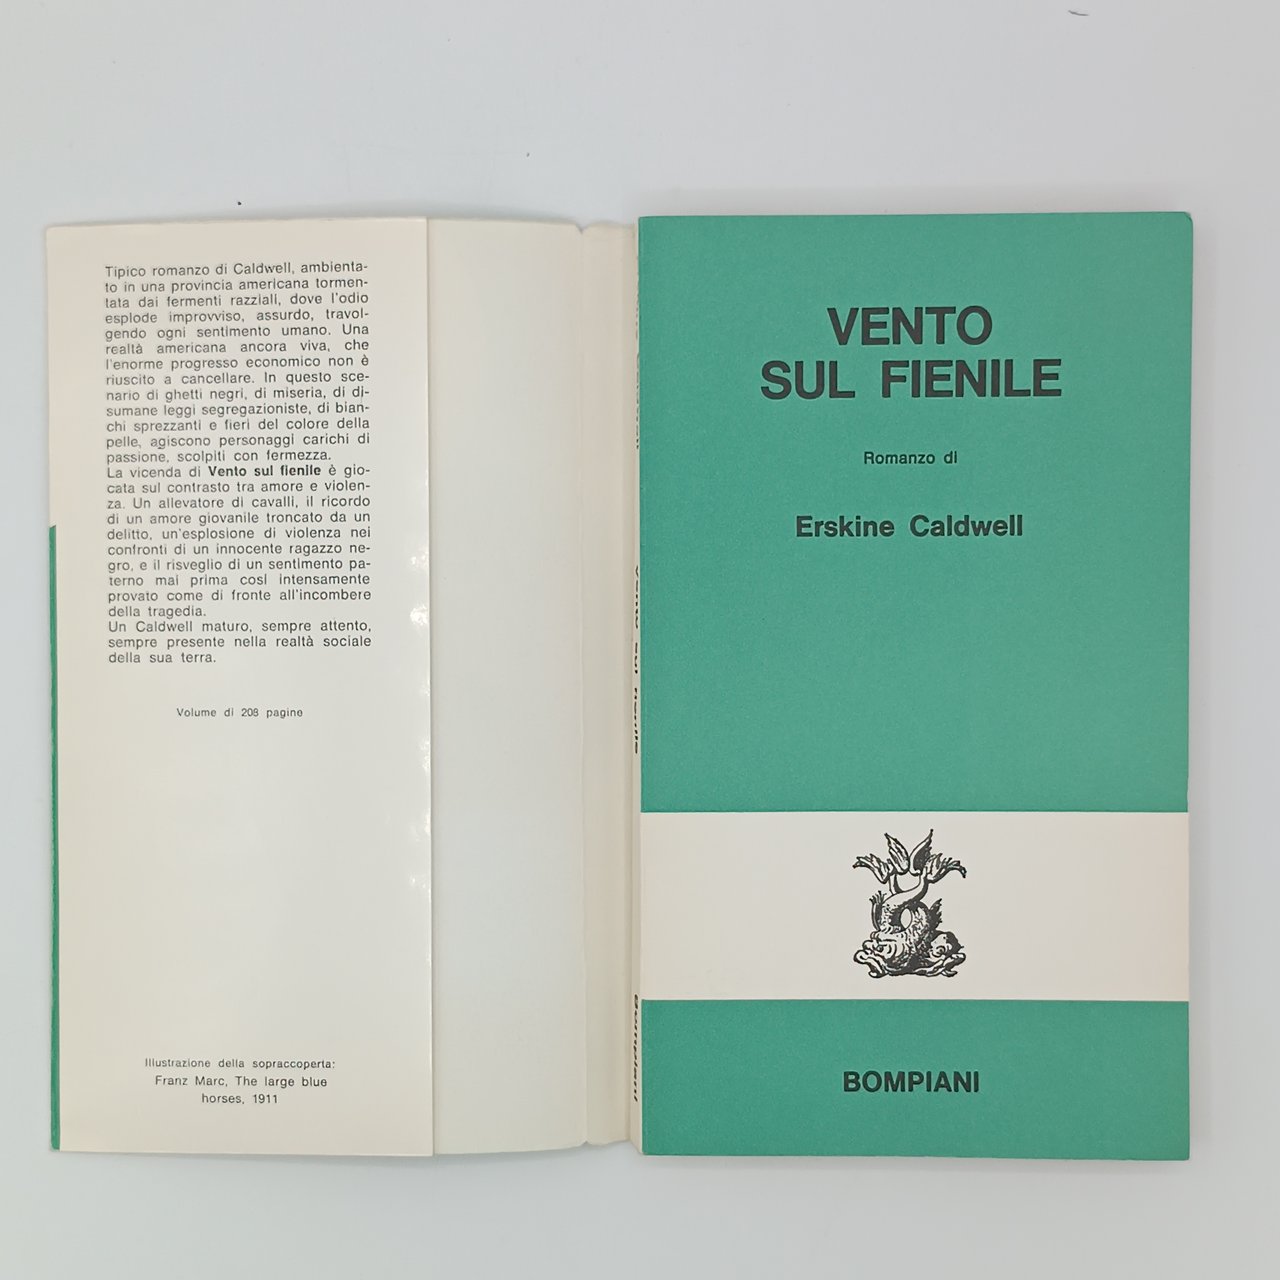 Tipico romanzo di Caldwell, ambienta-
to in una provincia americana tormen-
tata dai fermenti razziali, dove l'odio
esplode improvviso, assurdo, travol-
gendo ogni sentimento umano. Una
realtà americana ancora viva, che
l'enorme progresso economico non è
riuscito a cancellare. In questo sce-
nario di ghetti negri, di miseria, di di-
sumane leggi segregazioniste, di bian-
chi sprezzanti e fieri del colore della
pelle, agiscono personaggi carichi di
passione, scolpiti con fermezza.
La vicenda di Vento sul fienile è gio-
cata sul contrasto tra amore e violen-
za. Un allevatore di cavalli, il ricordo
di un amore giovanile troncato da un
delitto, un'esplosione di violenza nei
confronti di un innocente ragazzo ne-
gro, e il risveglio di un sentimento pa-
terno mai prima così intensamente
provato come di fronte all'incombere
della tragedia.
Un Caldwell maturo, sempre attento,
sempre presente nella realtà sociale
della sua terra.
Volume di 208 pagine
Illustrazione della sopraccoperta:
Franz Marc, The large blue
horses, 1911
Vento sul fienile
Bompiani
VENTO
SUL FIENILE
Romanzo di
Erskine Caldwell
BOMPIANI